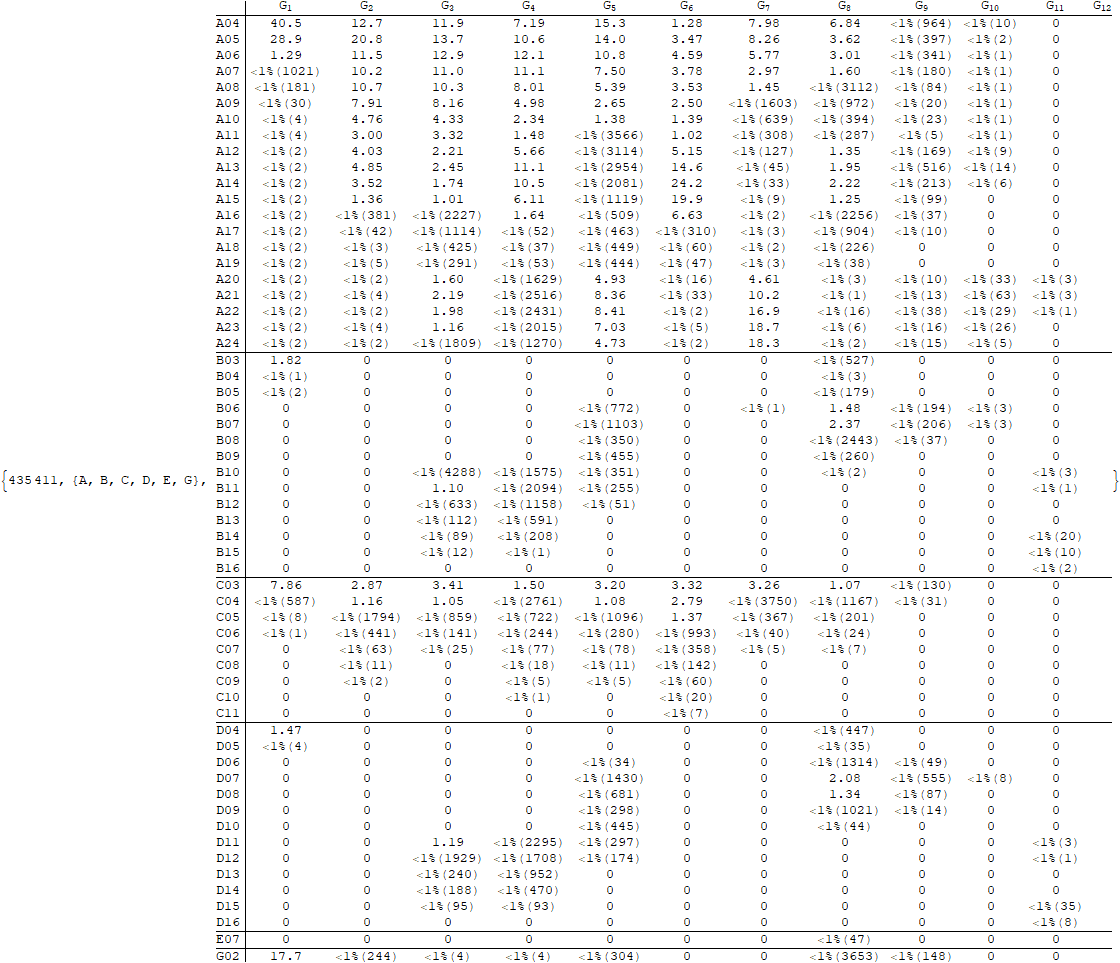 G1 G2 G3 G4 G5 G6 G7 G8 G9 G10 G11 G12
A04 40.5 12.7 11.9 7.19 15.3 1.28 7.98 6.84 <1%(964) <1%(10) 0
A05 28.9 20.8 13.7 10.6 14.0 3.47 8.26 3.62 <1%(397) <1%(2) 0
A06 1.29 11.5 12.9 12.1 10.8 4.59 5.77 3.01 <1%(341) <1%(1) 0
A07 <1%(1021) 10.2 11.0 11.1 7.50 3.78 2.97 1.60 <1%(180) <1%(1) 0
A08 <1%(181) 10.7 10.3 8.01 5.39 3.53 1.45 <1%(3112) <1%(84) <1%(1) 0
A09 <1%(30) 7.91 8.16 4.98 2.65 2.50 <1%(1603) <1%(972) <1%(20) <1%(1) 0
A10 <1%(4) 4.76 4.33 2.34 1.38 1.39 <1%(639) <1%(394) <1%(23) <1%(1) 0
A11 <1%(4) 3.00 3.32 1.48 <1%(3566) 1.02 <1%(308) <1%(287) <1%(5) <1%(1) 0
A12 <1%(2) 4.03 2.21 5.66 <1%(3114) 5.15 <1%(127) 1.35 <1%(169) <1%(9) 0
A13 <1%(2) 4.85 2.45 11.1 <1%(2954) 14.6 <1%(45) 1.95 <1%(516) <1%(14) 0
A14 <1%(2) 3.52 1.74 10.5 <1%(2081) 24.2 <1%(33) 2.22 <1%(213) <1%(6) 0
A15 <1%(2) 1.36 1.01 6.11 <1%(1119) 19.9 <1%(9) 1.25 <1%(99) 0 0
A16 <1%(2) <1%(381) <1%(2227) 1.64 <1%(509) 6.63 <1%(2) <1%(2256) <1%(37) 0 0
A17 <1%(2) <1%(42) <1%(1114) <1%(52) <1%(463) <1%(310) <1%(3) <1%(904) <1%(10) 0 0
A18 <1%(2) <1%(3) <1%(425) <1%(37) <1%(449) <1%(60) <1%(2) <1%(226) 0 0 0
A19 <1%(2) <1%(5) <1%(291) <1%(53) <1%(444) <1%(47) <1%(3) <1%(38) 0 0 0
A20 <1%(2) <1%(2) 1.60 <1%(1629) 4.93 <1%(16) 4.61 <1%(3) <1%(10) <1%(33) <1%(3)
A21 <1%(2) <1%(4) 2.19 <1%(2516) 8.36 <1%(33) 10.2 <1%(1) <1%(13) <1%(63) <1%(3)
A22 <1%(2) <1%(2) 1.98 <1%(2431) 8.41 <1%(2) 16.9 <1%(16) <1%(38) <1%(29) <1%(1)
A23 <1%(2) <1%(4) 1.16 <1%(2015) 7.03 <1%(5) 18.7 <1%(6) <1%(16) <1%(26) 0
A24 <1%(2) <1%(2) <1%(1809) <1%(1270) 4.73 <1%(2) 18.3 <1%(2) <1%(15) <1%(5) 0
B03 1.82 0 0 0 0 0 0 <1%(527) 0 0 0
B04 <1%(1) 0 0 0 0 0 0 <1%(3) 0 0 0
B05 <1%(2) 0 0 0 0 0 0 <1%(179) 0 0 0
B06 0 0 0 0 <1%(772) 0 <1%(1) 1.48 <1%(194) <1%(3) 0
B07 0 0 0 0 <1%(1103) 0 0 2.37 <1%(206) <1%(3) 0
B08 0 0 0 0 <1%(350) 0 0 <1%(2443) <1%(37) 0 0
B09 0 0 0 0 <1%(455) 0 0 <1%(260) 0 0 0
{435411, {A, B, C, D, E, G}, B10 0 0 <1%(4288) <1%(1575) <1%(351) 0 0 <1%(2) 0 0 <1%(3) }
B11 0 0 1.10 <1%(2094) <1%(255) 0 0 0 0 0 <1%(1)
B12 0 0 <1%(633) <1%(1158) <1%(51) 0 0 0 0 0 0
B13 0 0 <1%(112) <1%(591) 0 0 0 0 0 0 0
B14 0 0 <1%(89) <1%(208) 0 0 0 0 0 0 <1%(20)
B15 0 0 <1%(12) <1%(1) 0 0 0 0 0 0 <1%(10)
B16 0 0 0 0 0 0 0 0 0 0 <1%(2)
C03 7.86 2.87 3.41 1.50 3.20 3.32 3.26 1.07 <1%(130) 0 0
C04 <1%(587) 1.16 1.05 <1%(2761) 1.08 2.79 <1%(3750) <1%(1167) <1%(31) 0 0
C05 <1%(8) <1%(1794) <1%(859) <1%(722) <1%(1096) 1.37 <1%(367) <1%(201) 0 0 0
C06 <1%(1) <1%(441) <1%(141) <1%(244) <1%(280) <1%(993) <1%(40) <1%(24) 0 0 0
C07 0 <1%(63) <1%(25) <1%(77) <1%(78) <1%(358) <1%(5) <1%(7) 0 0 0
C08 0 <1%(11) 0 <1%(18) <1%(11) <1%(142) 0 0 0 0 0
C09 0 <1%(2) 0 <1%(5) <1%(5) <1%(60) 0 0 0 0 0
C10 0 0 0 <1%(1) 0 <1%(20) 0 0 0 0 0
C11 0 0 0 0 0 <1%(7) 0 0 0 0 0
D04 1.47 0 0 0 0 0 0 <1%(447) 0 0 0
D05 <1%(4) 0 0 0 0 0 0 <1%(35) 0 0 0
D06 0 0 0 0 <1%(34) 0 0 <1%(1314) <1%(49) 0 0
D07 0 0 0 0 <1%(1430) 0 0 2.08 <1%(555) <1%(8) 0
D08 0 0 0 0 <1%(681) 0 0 1.34 <1%(87) 0 0
D09 0 0 0 0 <1%(298) 0 0 <1%(1021) <1%(14) 0 0
D10 0 0 0 0 <1%(445) 0 0 <1%(44) 0 0 0
D11 0 0 1.19 <1%(2295) <1%(297) 0 0 0 0 0 <1%(3)
D12 0 0 <1%(1929) <1%(1708) <1%(174) 0 0 0 0 0 <1%(1)
D13 0 0 <1%(240) <1%(952) 0 0 0 0 0 0 0
D14 0 0 <1%(188) <1%(470) 0 0 0 0 0 0 0
D15 0 0 <1%(95) <1%(93) 0 0 0 0 0 0 <1%(35)
D16 0 0 0 0 0 0 0 0 0 0 <1%(8)
E07 0 0 0 0 0 0 0 <1%(47) 0 0 0
G02 17.7 <1%(244) <1%(4) <1%(4) <1%(304) 0 0 <1%(3653) <1%(148) 0 0